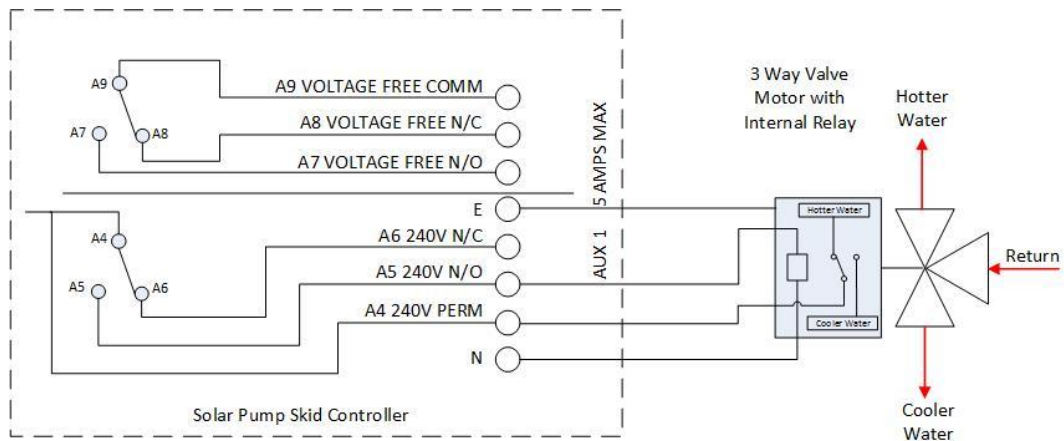 A9 VOLTAGE FREE COMM
A8 VOLTAGE FREE N/C
A7 VOLTAGE FREE N/O
A9
A7
A8
E
A6 240V N/C
A5 240V N/O
A4 240V PERM
N
A4
A5
A6
5 AMPS MAX
AUX 1
Solar Pump Skid Controller
3 Way Valve
Motor with
Internal Relay
Hotter Water
Cooler Water
Hotter
Water
Return
Cooler
Water